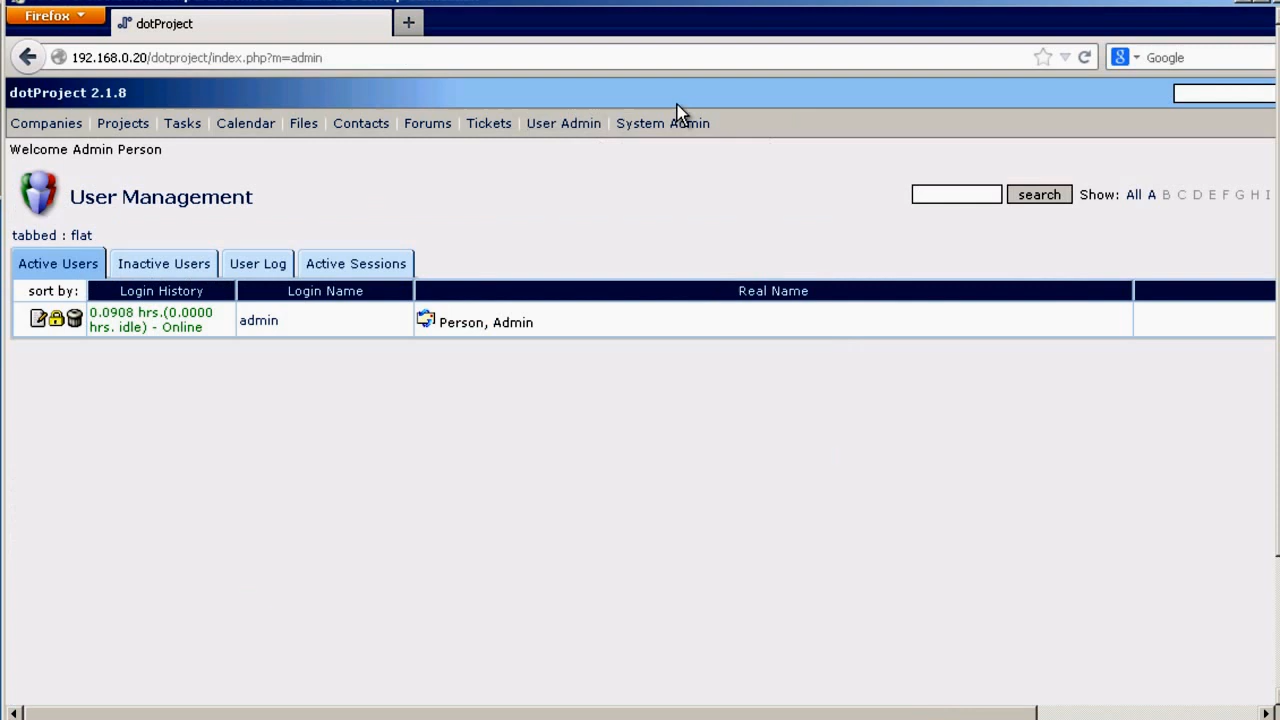 Firefox
dotProject
192.168.0.20/dotproject/index.php?m=admin
Google
dotProject 2.1.8
Companies | Projects | Tasks | Calendar | Files | Contacts | Forums | Tickets | User Admin | System Admin
Welcome Admin Person
User Management
search Show: All A B C D E F G H I
tabbed : flat
Active Users Inactive Users User Log Active Sessions
sort by: Login History Login Name Real Name
0.0908 hrs.(0.0000
hrs. idle) - Online
admin
Person, Admin